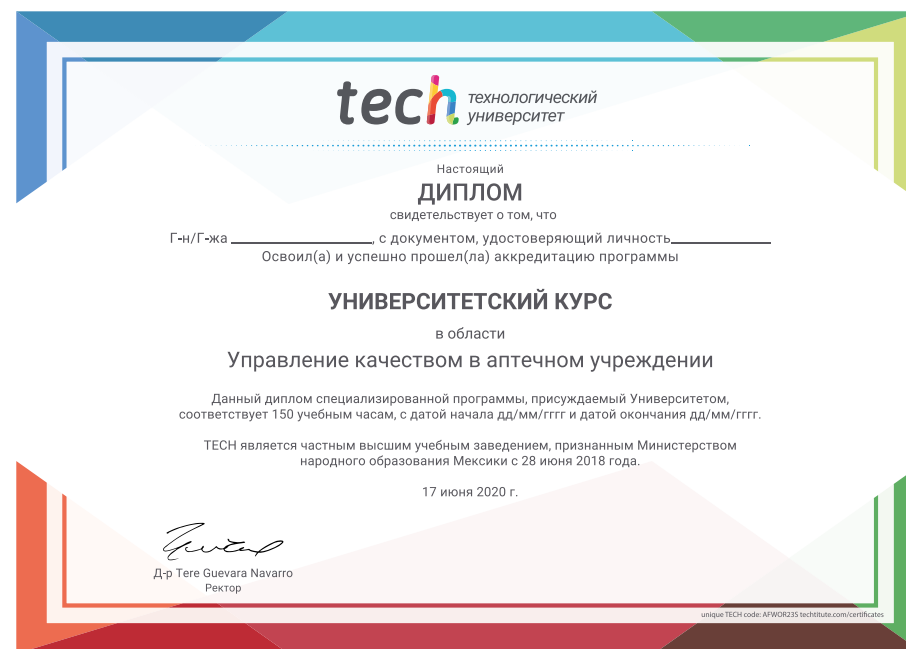 tech технологический
университет
Настоящий
ДИПЛОМ
свидетельствует о том, что
Г-н/Г-жа ____________, с документом, удостоверяющий личность____________
Освоил(а) и успешно прошел(ла) аккредитацию программы
УНИВЕРСИТЕТСКИЙ КУРС
в области
Управление качеством в аптечном учреждении
Данный диплом специализированной программы, присуждаемый Университетом,
соответствует 150 учебным часам, с датой начала дд/мм/гггг и датой окончания дд/мм/гггг.
TECH является частным высшим учебным заведением, признанным Министерством
народного образования Мексики с 28 июня 2018 года.
17 июня 2020 г.
Д-р Tere Guevara Navarro
Ректор
unique TECH code: AFWOR23S techtitute.com/certificates